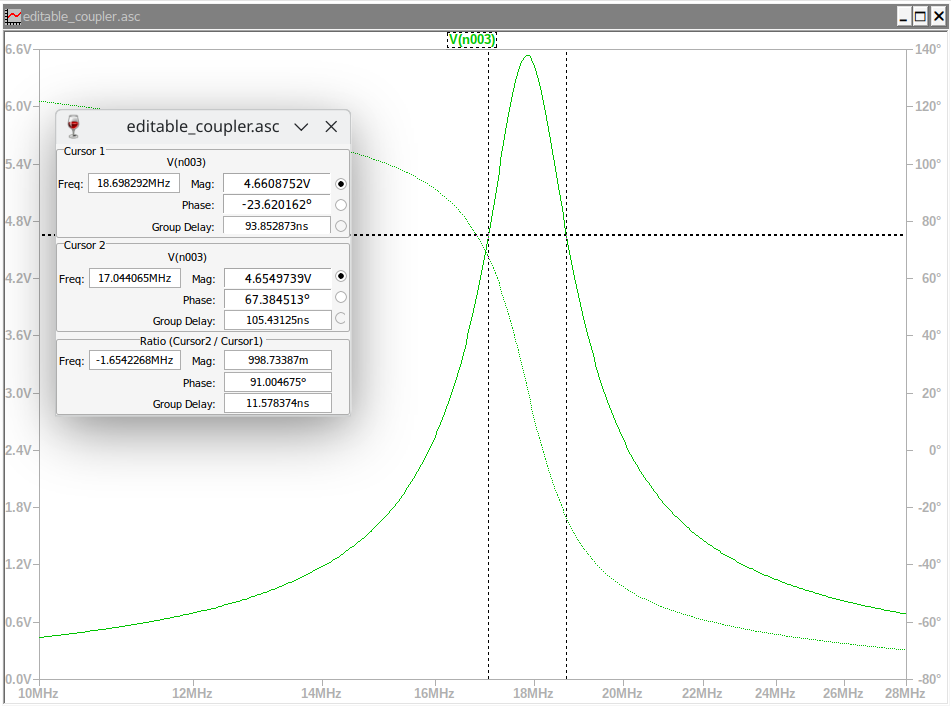 editable_coupler.asc
V(n003)
6.6V
6.0V
5.4V
4.8V
4.2V
3.6V
3.0V
2.4V
1.8V
1.2V
0.6V
0.0V
editable_coupler.asc
Cursor 1
V(n003)
Freq: 18.698292MHz Mag: 4.6608752V
Phase: -23.620162°
Group Delay: 93.852873ns
Cursor 2
V(n003)
Freq: 17.044065MHz Mag: 4.6549739V
Phase: 67.384513°
Group Delay: 105.43125ns
Ratio (Cursor2 / Cursor1)
Freq: -1.6542268MHz Mag: 998.73387m
Phase: 91.004675°
Group Delay: 11.578374ns
140°
120°
100°
80°
60°
40°
20°
0°
-20°
-40°
-60°
-80°
10MHz 12MHz 14MHz 16MHz 18MHz 20MHz 22MHz 24MHz 26MHz 28MHz